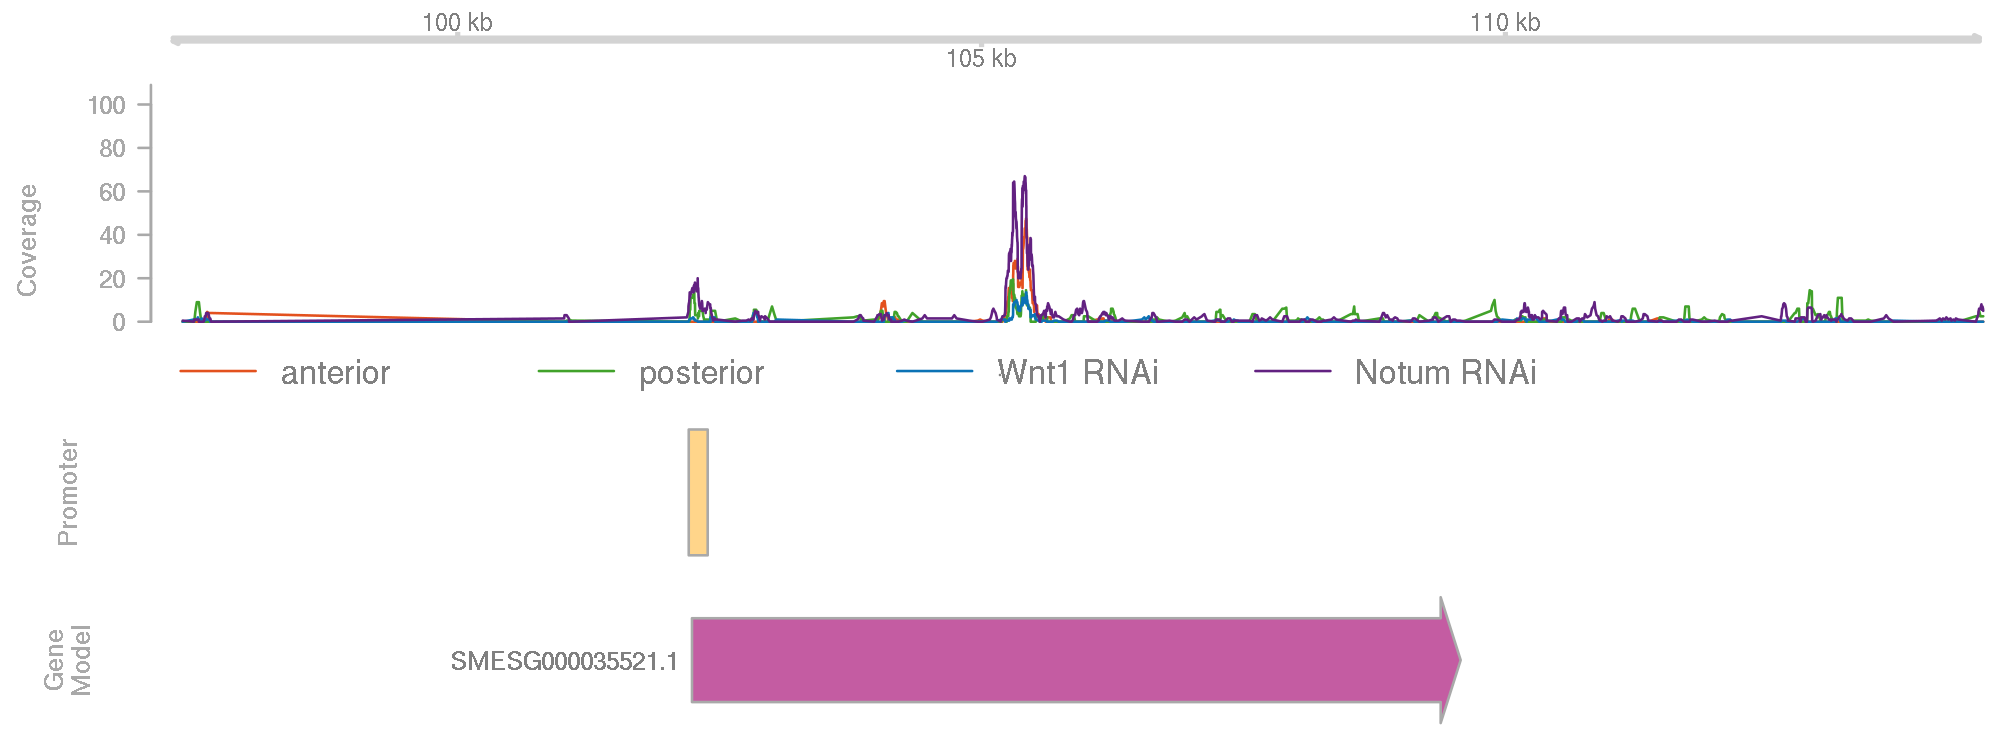 100 kb
110 kb
105 kb
Coverage
100
80
60
40
20
0
anterior
posterior
Wnt1 RNAi
Notum RNAi
Promoter
Gene
Model
SMESG000035521.1